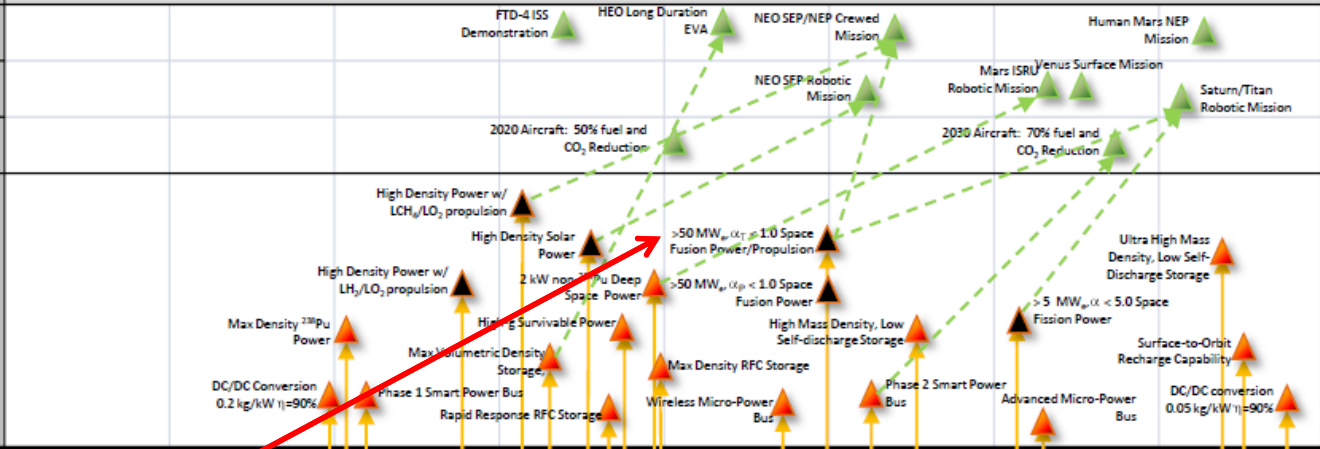 FTD-4 ISS
Demonstration
HEO Long Duration
EVA
NEO SEP/NEP Crewed
Mission
Human Mars NEP
Mission
NEO SEP Robotic
Mission
Mars ISRU
Robotic Mission
Venus Surface Mission
Saturn/Titan
Robotic Mission
2020 Aircraft: 50% fuel and
CO₂ Reduction
2030 Aircraft: 70% fuel and
CO₂ Reduction
High Density Power w/
LCH₄/LO₂ propulsion
High Density Solar
Power
>50 MWₑ, α_T < 1.0 Space
Fusion Power/Propulsion
Ultra High Mass
Density, Low Self-
Discharge Storage
High Density Power w/
LH₂/LO₂ propulsion
2 kW non-²³⁸Pu Deep
Space Power
>50 MWₑ, α_P < 1.0 Space
Fusion Power
> 5 MWₑ, α < 5.0 Space
Fission Power
Max Density ²³⁸Pu
Power
High-g Survivable Power
High Mass Density, Low
Self-discharge Storage
Max Volumetric Density
Storage,
Max Density RFC Storage
Surface-to-Orbit
Recharge Capability
DC/DC Conversion
0.2 kg/kW η=90%
Phase 1 Smart Power Bus
Rapid Response RFC Storage
Wireless Micro-Power
Bus
Phase 2 Smart Power
Bus
Advanced Micro-Power
Bus
DC/DC conversion
0.05 kg/kW η=90%